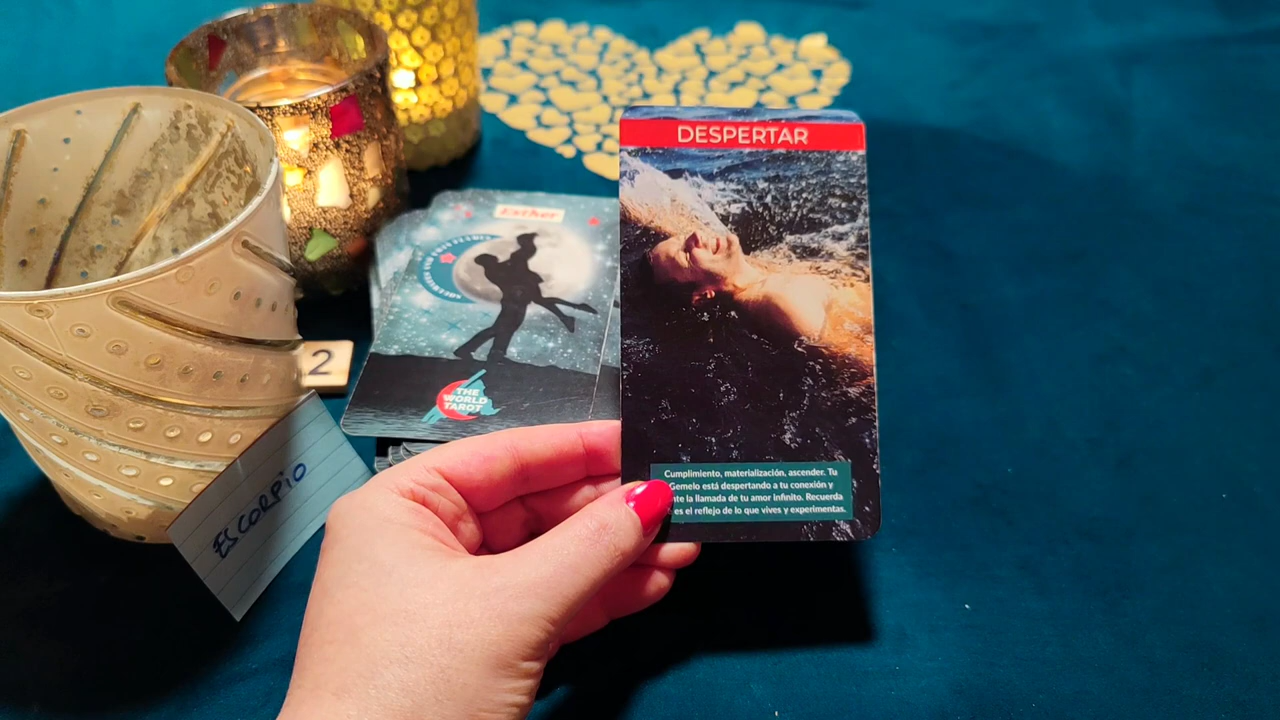 DESPERTAR
Cumplimiento, materialización, ascender. Tu
Gemelo está despertando a tu conexión y
la llamada de tu amor infinito. Recuerda
es el reflejo de lo que vives y experimentas.
Esther
THE
WORLD
TAROT
2
ESCORPIO